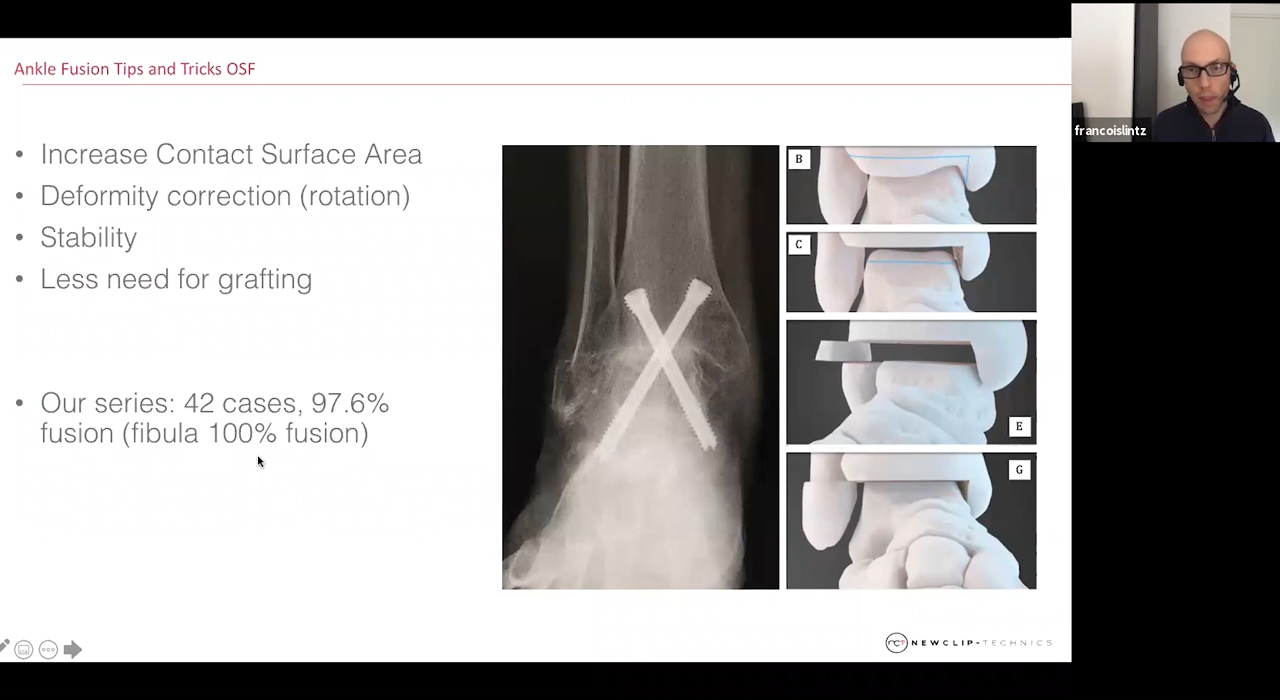 Ankle Fusion Tips and Tricks OSF
francoislintz
• Increase Contact Surface Area
• Deformity correction (rotation)
• Stability
• Less need for grafting
• Our series: 42 cases, 97.6%
fusion (fibula 100% fusion)
B
C
E
G
NCT NEWCLIP-TECHNICS